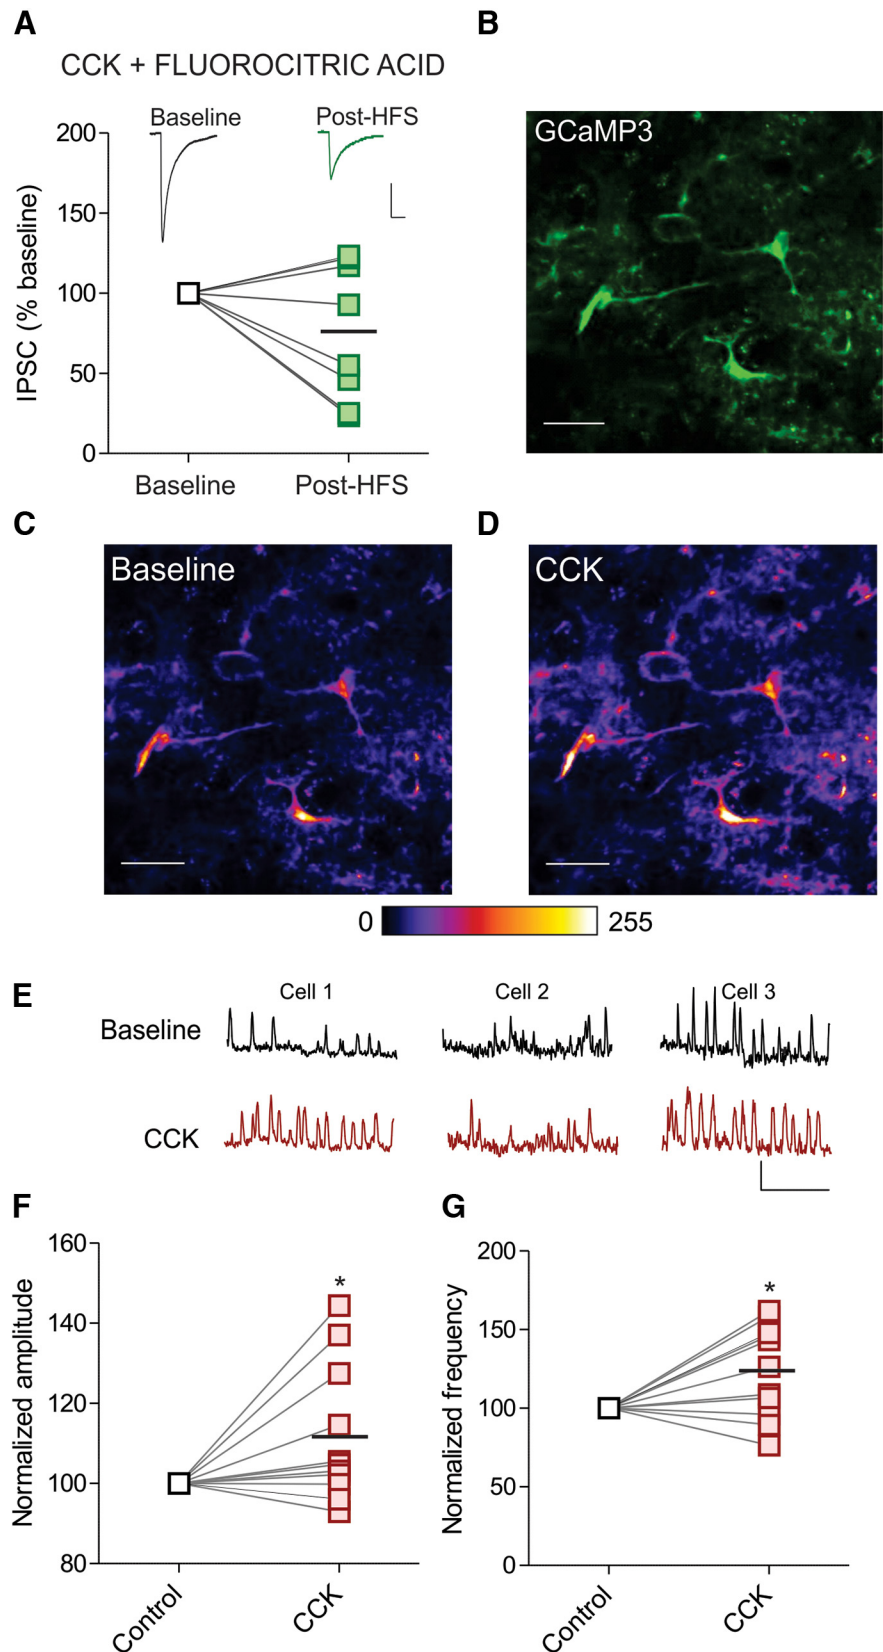 A
CCK + FLUOROCITRIC ACID
Baseline
Post-HFS
200
150
100
50
0
IPSC (% baseline)
Baseline
Post-HFS
B
GCaMP3
C
Baseline
D
CCK
0
255
E
Cell 1
Cell 2
Cell 3
Baseline
CCK
F
160
140
120
100
80
Normalized amplitude
*
Control
CCK
G
200
150
100
50
0
Normalized frequency
*
Control
CCK